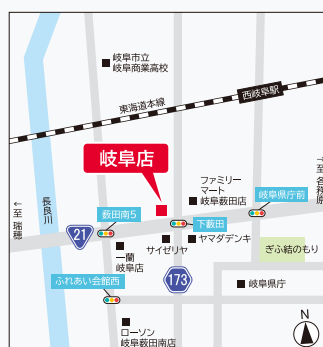 岐阜市立
岐阜商業高校
西岐阜駅
東海道本線
岐阜店
ファミリー
マート
岐阜薮田店
岐阜県庁前
→至 各務原
←至 瑞穂
長良川
薮田南5
下薮田
21
サイゼリヤ
ヤマダデンキ
一蘭
岐阜店
ぎふ結のもり
ふれあい会館西
173
岐阜県庁
ローソン
岐阜薮田南店
N